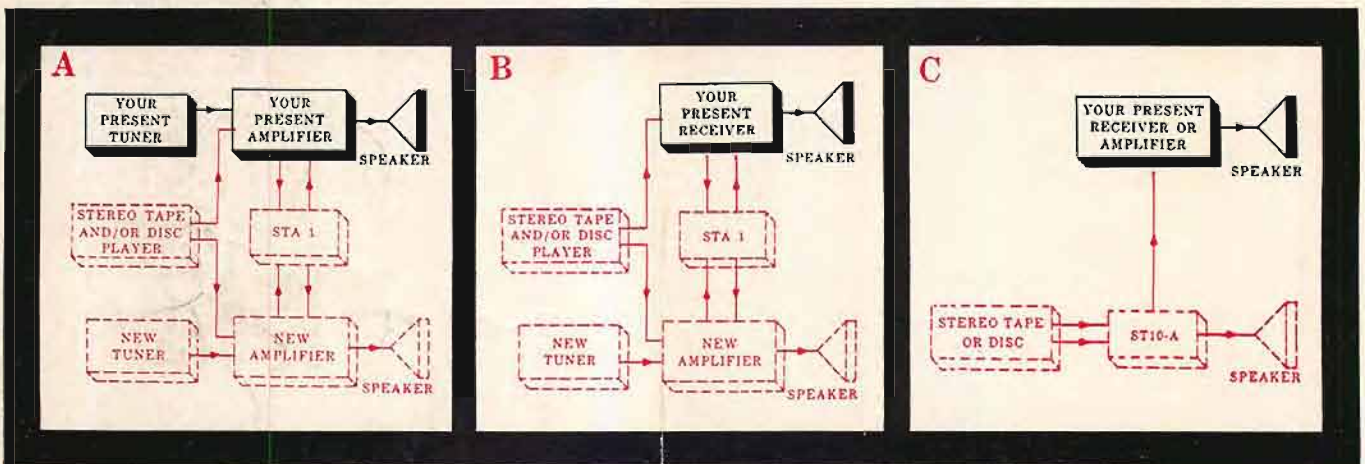 A
YOUR
PRESENT
TUNER
YOUR
PRESENT
AMPLIFIER
SPEAKER
STEREO TAPE
AND/OR DISC
PLAYER
STA 1
NEW
TUNER
NEW
AMPLIFIER
SPEAKER
B
YOUR
PRESENT
RECEIVER
SPEAKER
STEREO TAPE
AND/OR DISC
PLAYER
STA 1
NEW
TUNER
NEW
AMPLIFIER
SPEAKER
C
YOUR PRESENT
RECEIVER OR
AMPLIFIER
SPEAKER
STEREO TAPE
OR DISC
ST10-A
SPEAKER